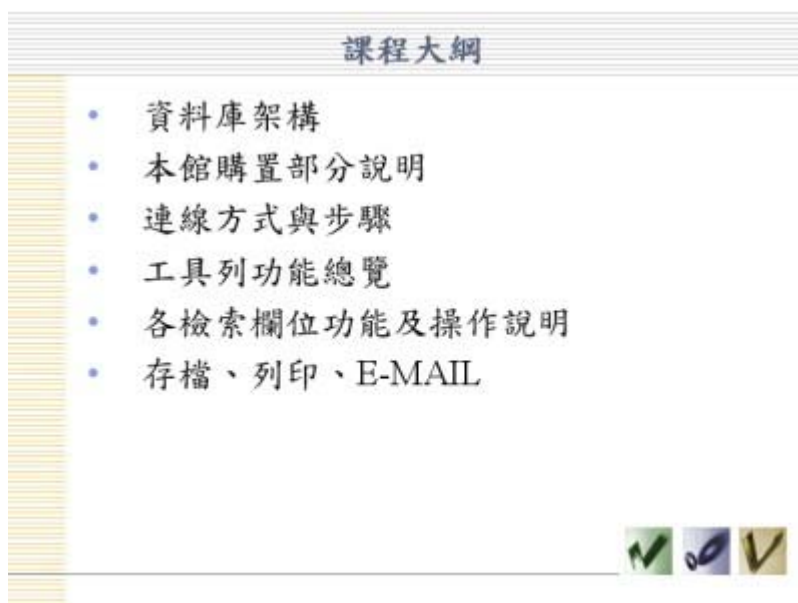 課程大綱
• 資料庫架構
• 本館購置部分說明
• 連線方式與步驟
• 工具列功能總覽
• 各檢索欄位功能及操作說明
• 存檔、列印、E-MAIL